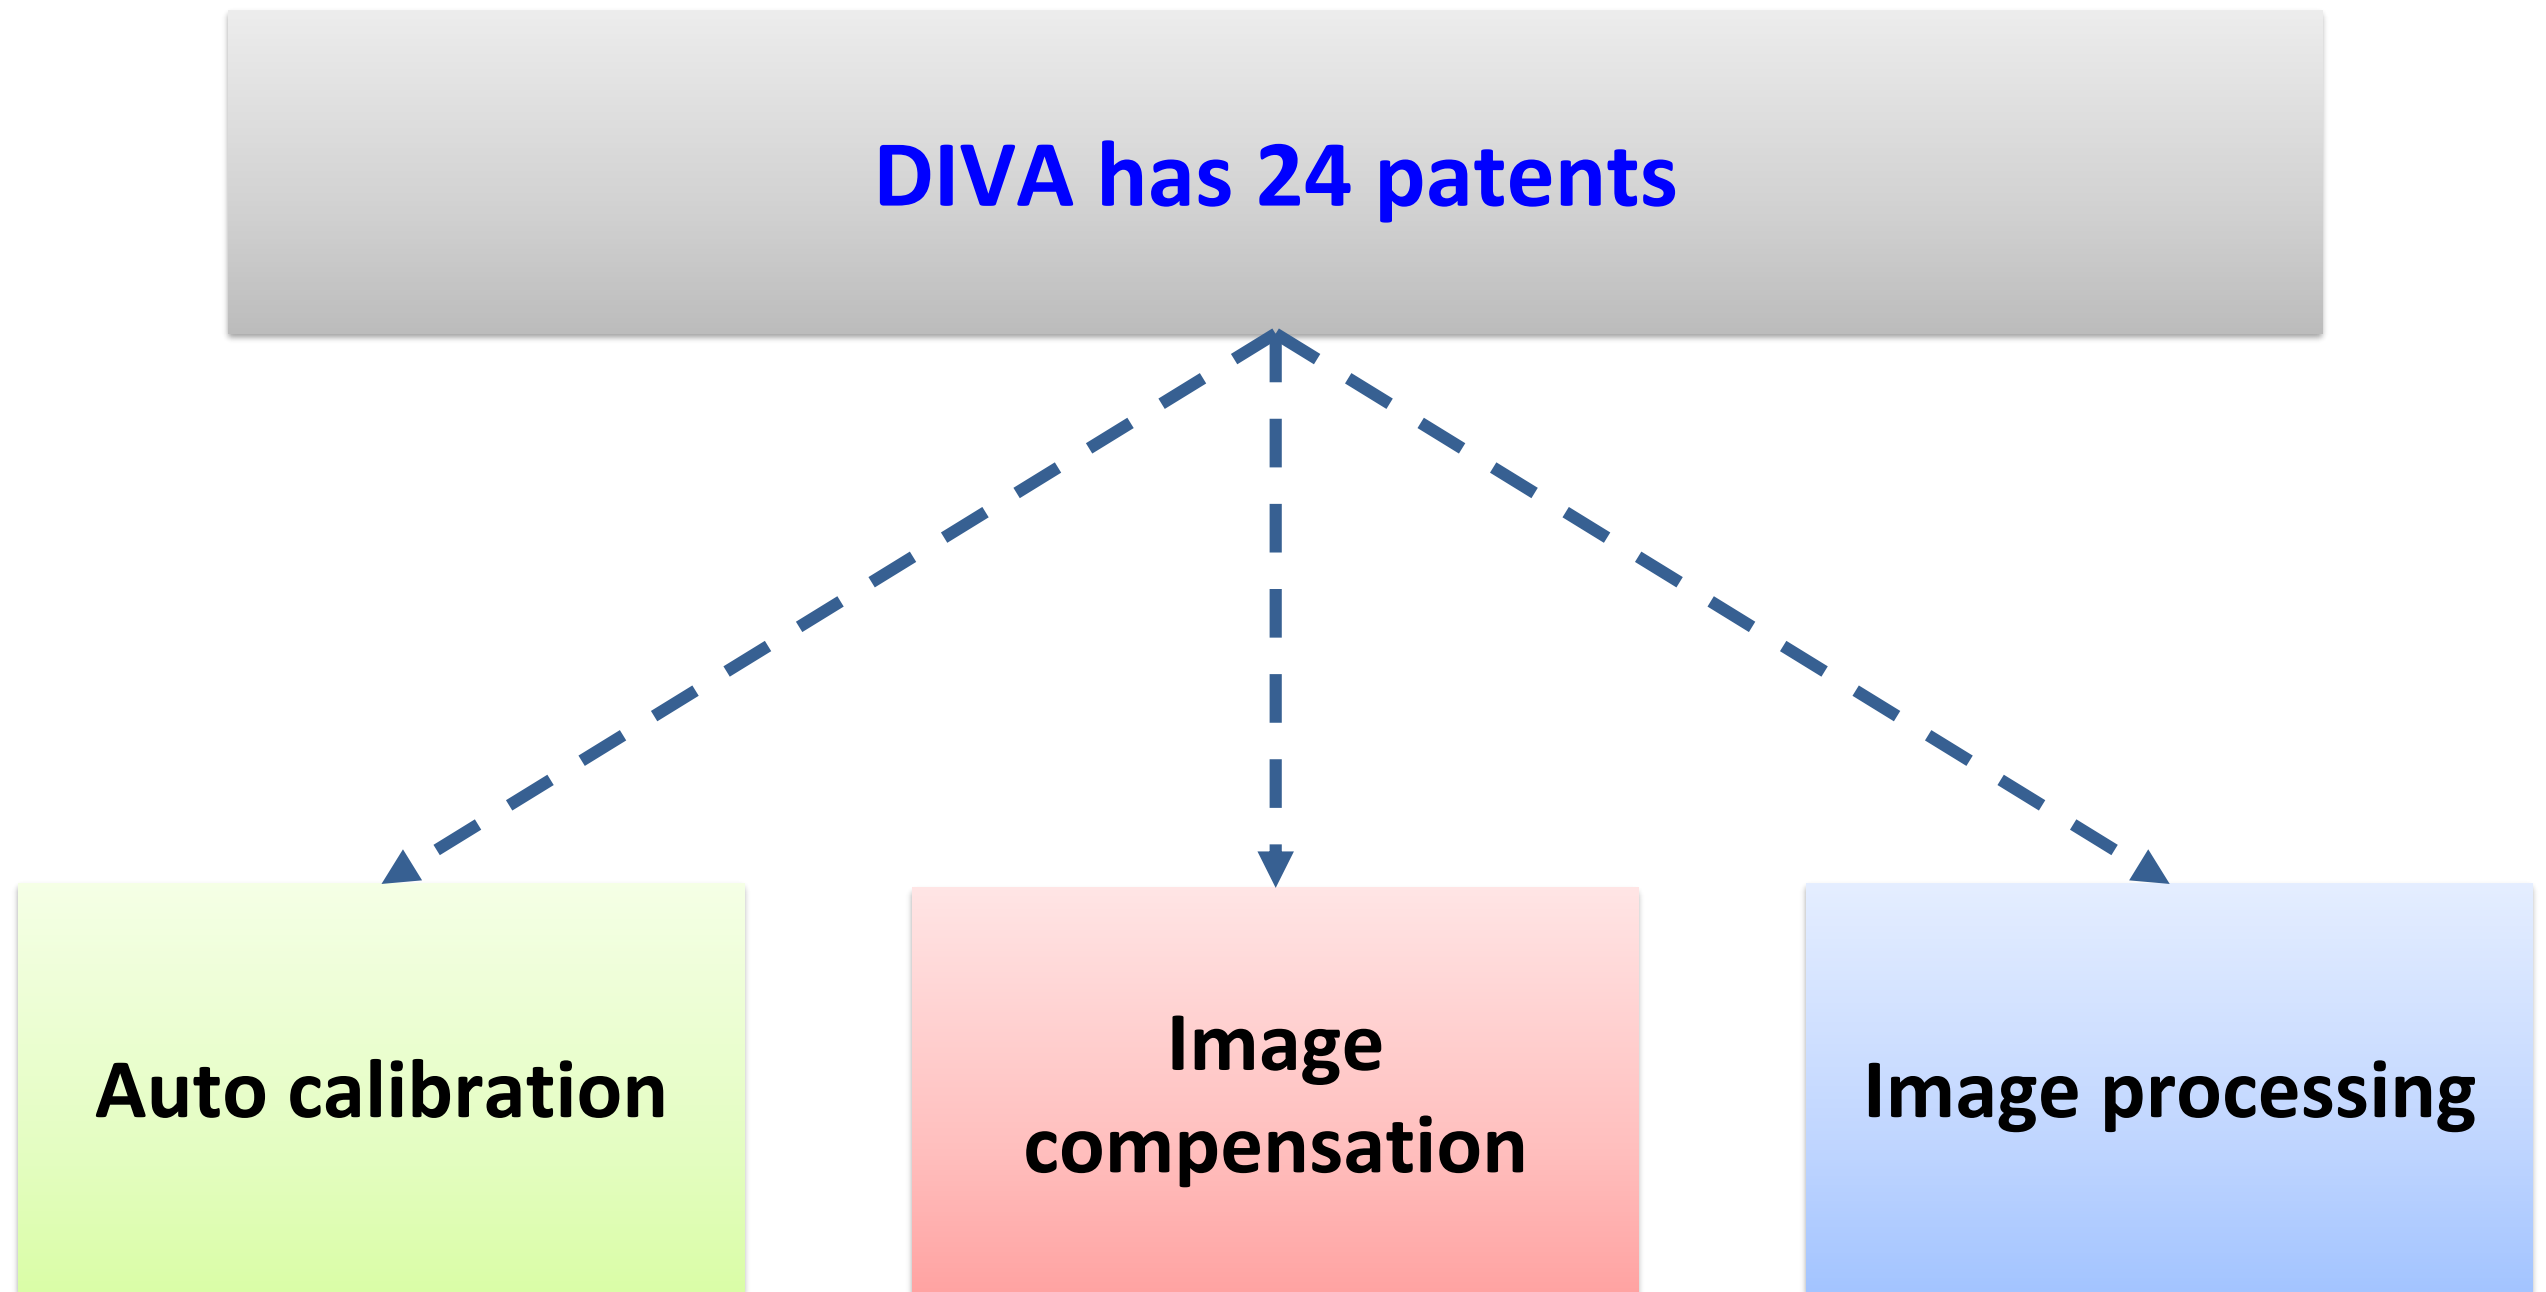 DIVA has 24 patents
Auto calibration
Image
compensation
Image processing